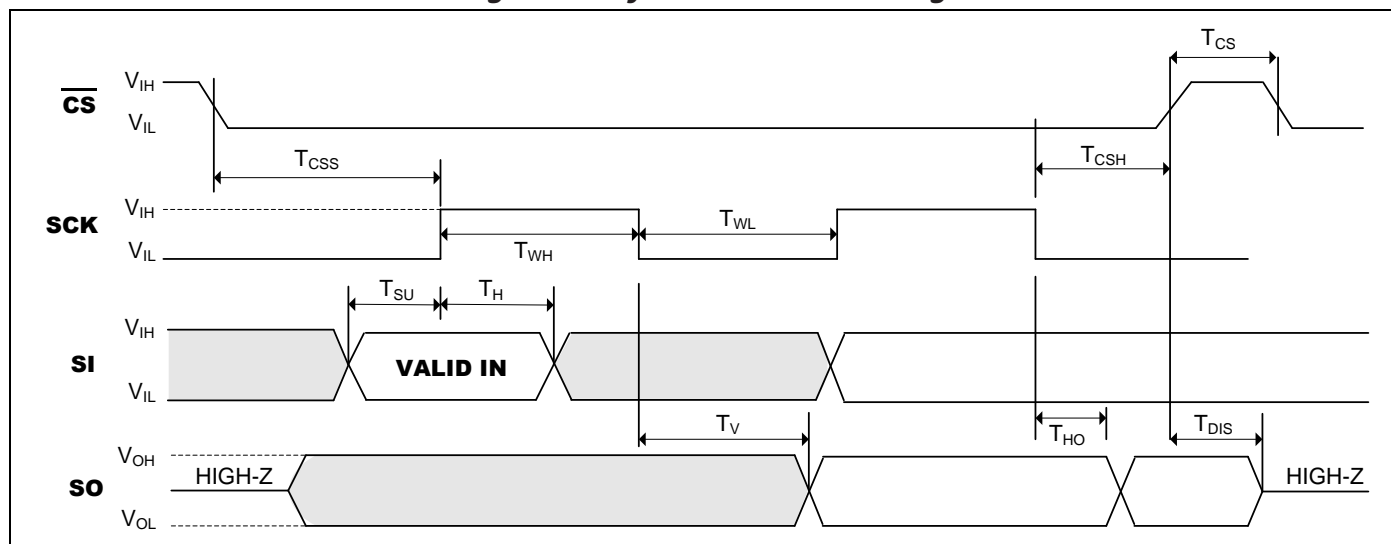 T_CS
V_IH
CS
V_IL
T_CSS
T_CSH
V_IH
SCK
T_WL
V_IL
T_WH
T_SU
T_H
V_IH
SI
VALID IN
V_IL
T_V
T_HO
T_DIS
V_OH
HIGH-Z
HIGH-Z
SO
V_OL